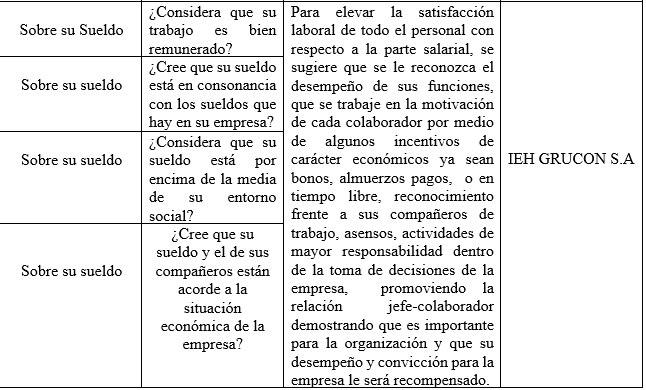 Sobre su Sueldo
¿Considera que su
trabajo es bien
remunerado?
Sobre su sueldo
¿Cree que su sueldo
está en consonancia
con los sueldos que
hay en su empresa?
Sobre su sueldo
¿Considera que su
sueldo está por
encima de la media
de su entorno
social?
Sobre su sueldo
¿Cree que su
sueldo y el de sus
compañeros están
acorde a la
situación
económica de la
empresa?
Para elevar la satisfacción
laboral de todo el personal con
respecto a la parte salarial, se
sugiere que se le reconozca el
desempeño de sus funciones,
que se trabaje en la motivación
de cada colaborador por medio
de algunos incentivos de
carácter económicos ya sean
bonos, almuerzos pagos, o en
tiempo libre, reconocimiento
frente a sus compañeros de
trabajo, asensos, actividades de
mayor responsabilidad dentro
de la toma de decisiones de la
empresa, promoviendo la
relación jefe-colaborador
demostrando que es importante
para la organización y que su
desempeño y convicción para la
empresa le será recompensado.
IEH GRUCON S.A